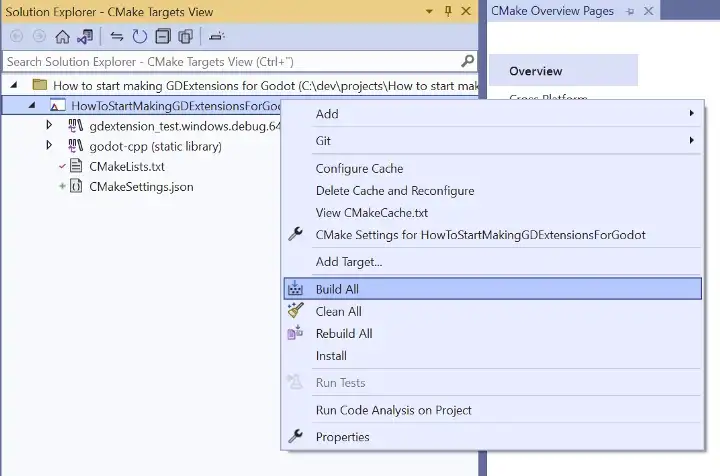 Solution Explorer - CMake Targets View
CMake Overview Pages
Search Solution Explorer - CMake Targets View (Ctrl+¨)
How to start making GDExtensions for Godot (C:\dev\projects\How to start mak
HowToStartMakingGDExtensionsForGo
gdextension_test.windows.debug.64
godot-cpp (static library)
CMakeLists.txt
CMakeSettings.json
Overview
Cross Platform
Add
Git
Configure Cache
Delete Cache and Reconfigure
View CMakeCache.txt
CMake Settings for HowToStartMakingGDExtensionsForGodot
Add Target...
Build All
Clean All
Rebuild All
Install
Run Tests
Run Code Analysis on Project
Properties